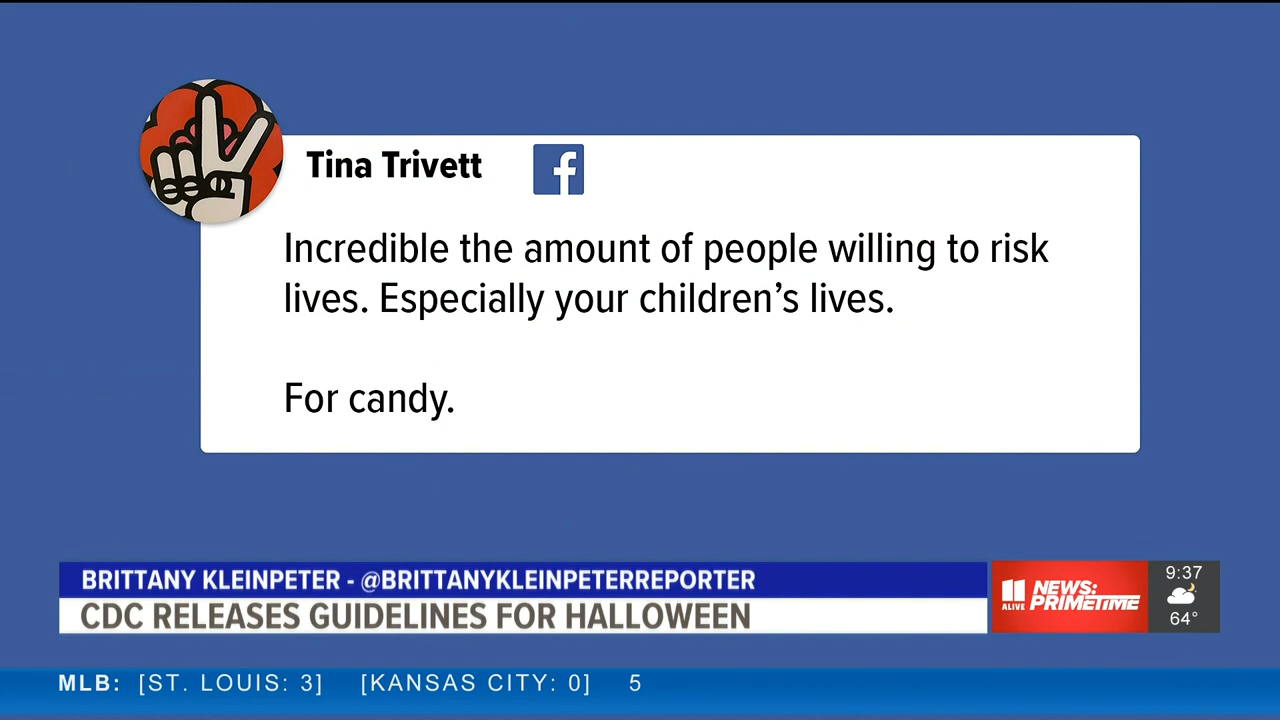 Tina Trivett
f
Incredible the amount of people willing to risk
lives. Especially your children’s lives.
For candy.
BRITTANY KLEINPETER - @BRITTANYKLEINPETERREPORTER
CDC RELEASES GUIDELINES FOR HALLOWEEN
11 ALIVE NEWS: PRIMETIME
9:37
64°
MLB: [ST. LOUIS: 3] [KANSAS CITY: 0] 5